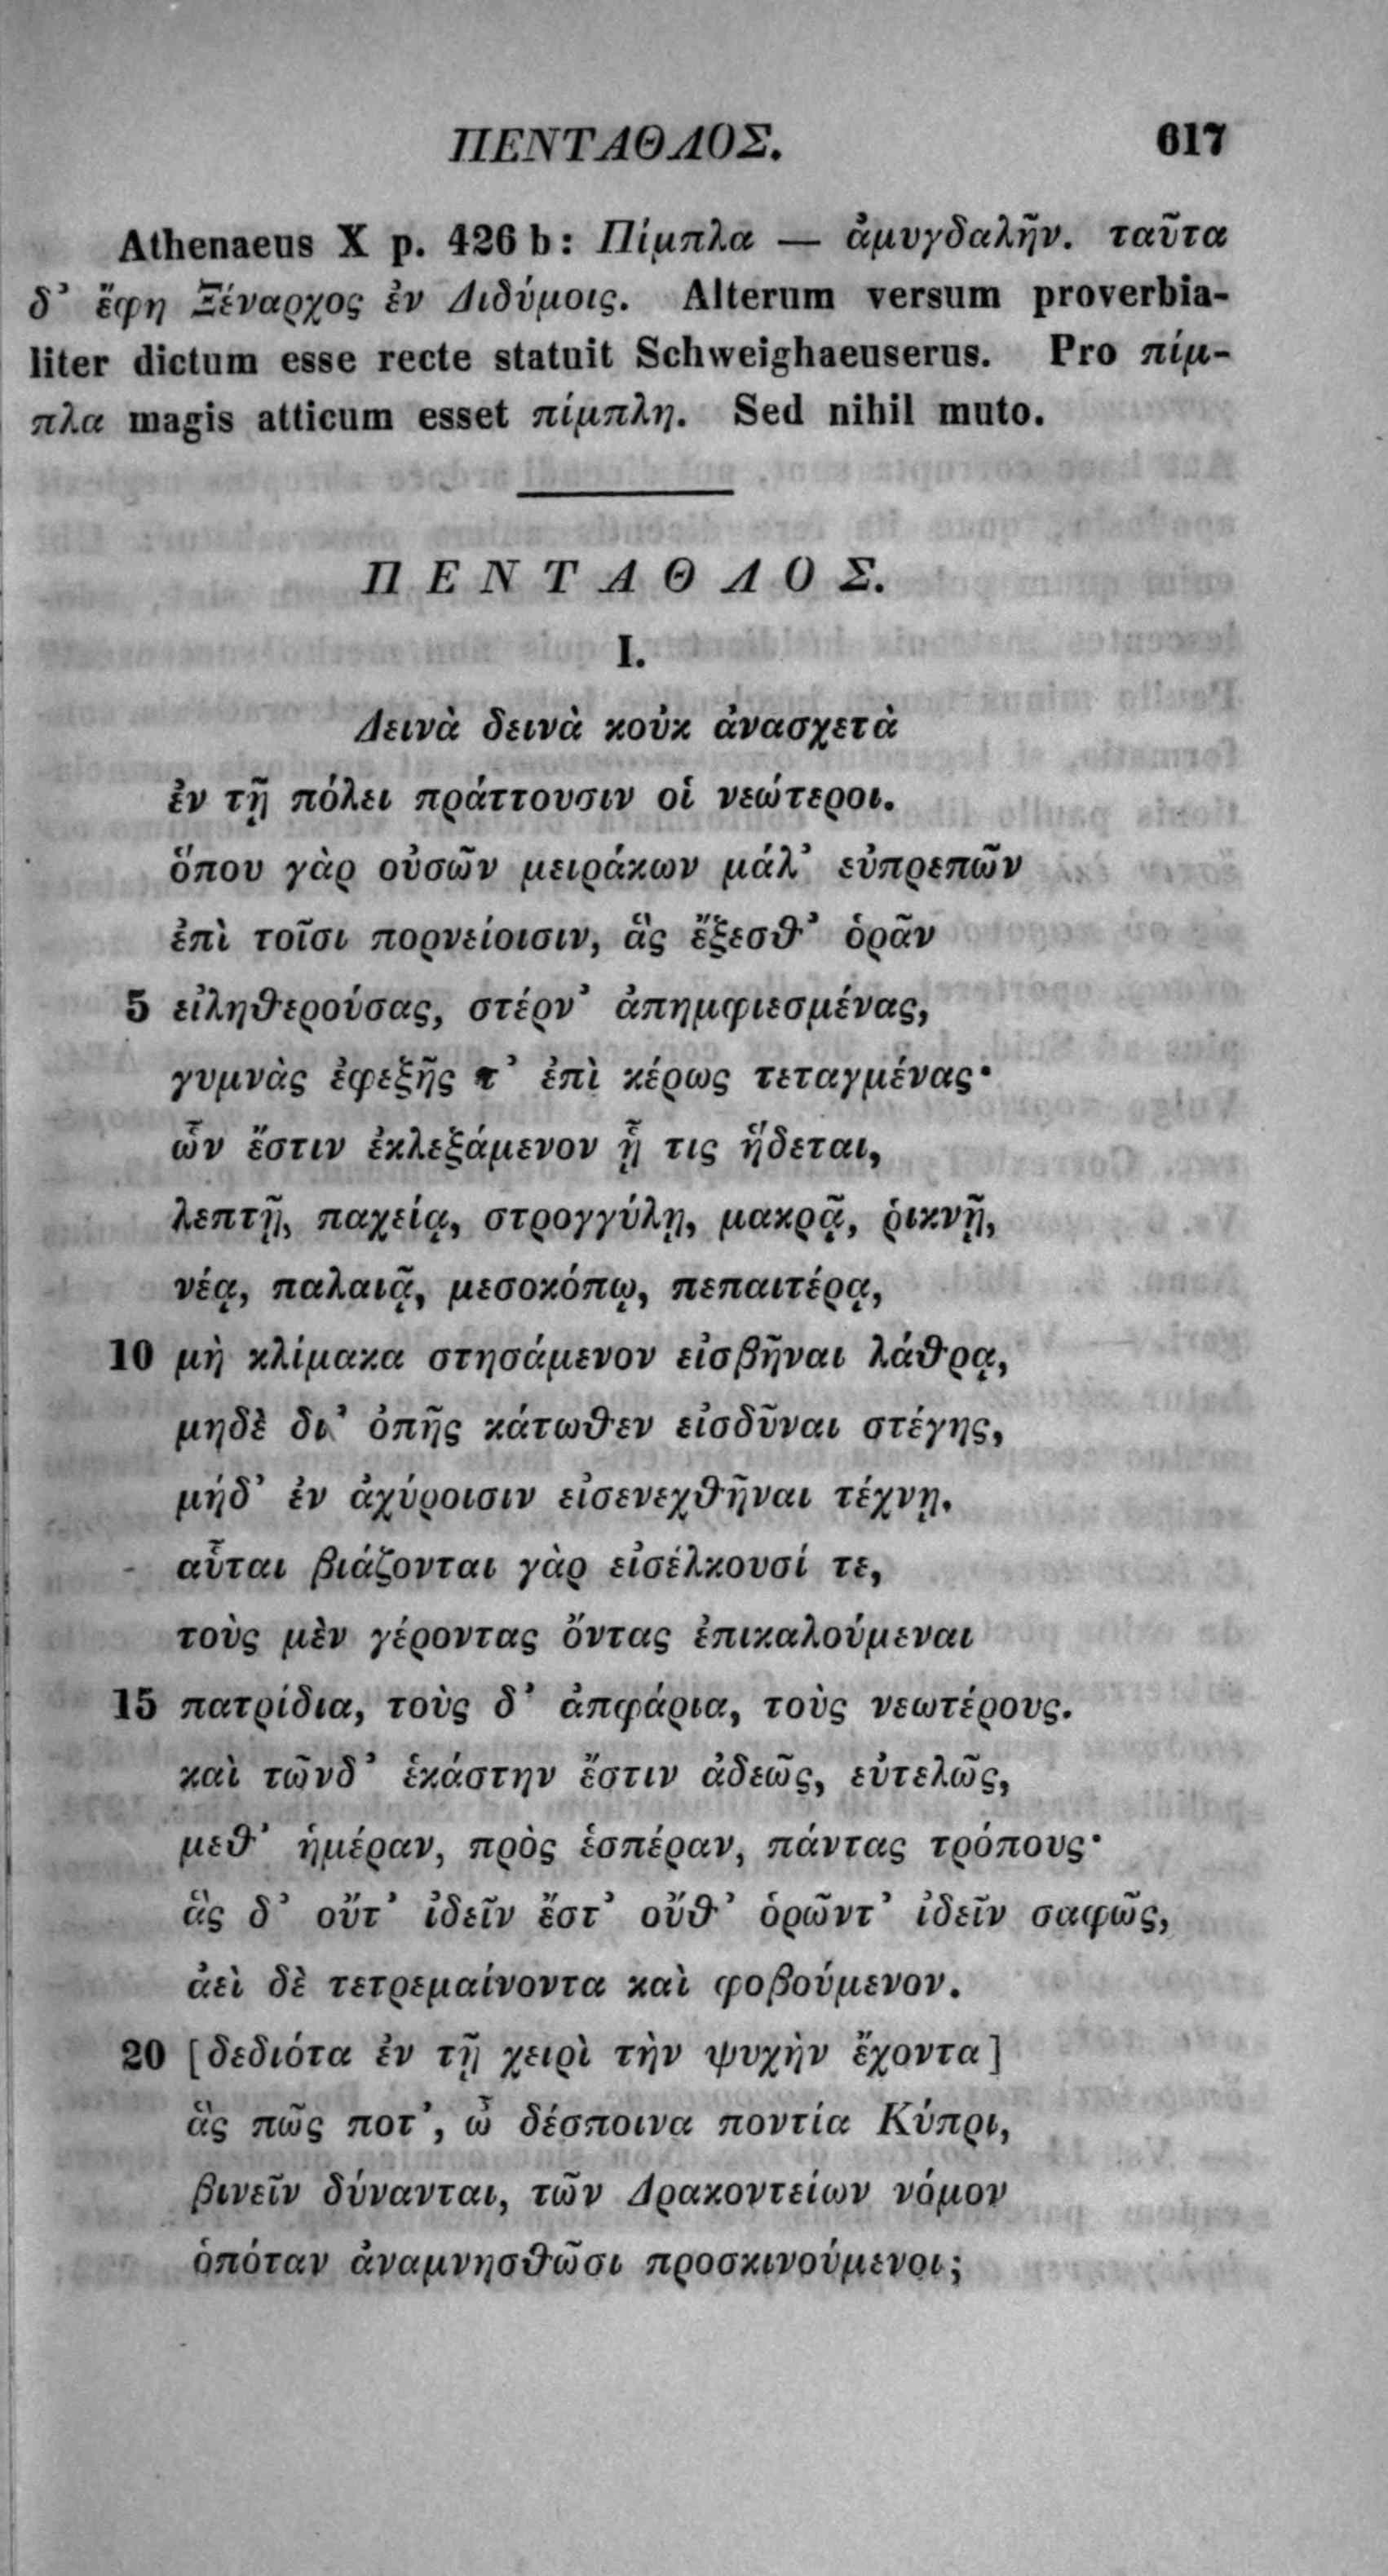 ΠΕΝΤΑΘΛΟΣ. 617
Athenaeus X p. 426 b: Πίμπλα — ἀμυγδαλῆν. ταῦτα
δ’ ἔφη Ξέναρχος ἐν Διδύμοις. Alterum versum proverbia-
liter dictum esse recte statuit Schweighaeuserus. Pro πίμ-
πλα magis atticum esset πίμπλη. Sed nihil muto.
ΠΕΝΤΑΘΛΟΣ.
I.
Δεινὰ δεινὰ κοὐκ ἀνασχετὰ
ἐν τῇ πόλει πράττουσιν οἱ νεώτεροι.
ὅπου γὰρ οὐσῶν μειράκων μάλ’ εὐπρεπῶν
ἐπὶ τοῖσι πορνείοισιν, ἃς ἔξεσθ’ ὁρᾶν
5 εἰληθερούσας, στέρν’ ἀπημφιεσμένας,
γυμνὰς ἐφεξῆς τ’ ἐπὶ κέρως τεταγμένας·
ὧν ἔστιν ἐκλεξάμενον ᾗ τις ἥδεται,
λεπτῇ, παχείᾳ, στρογγύλῃ, μακρᾷ, ῥικνῇ,
νέᾳ, παλαιᾷ, μεσοκόπῳ, πεπαιτέρᾳ,
10 μὴ κλίμακα στησάμενον εἰσβῆναι λάθρᾳ,
μηδὲ δι’ ὀπῆς κάτωθεν εἰσδῦναι στέγης,
μήδ’ ἐν ἀχύροισιν εἰσενεχθῆναι τέχνῃ.
αὗται βιάζονται γὰρ εἰσέλκουσί τε,
τοὺς μὲν γέροντας ὄντας ἐπικαλούμεναι
15 πατρίδια, τοὺς δ’ ἀπφάρια, τοὺς νεωτέρους.
καὶ τῶνδ’ ἑκάστην ἔστιν ἀδεῶς, εὐτελῶς,
μεθ’ ἡμέραν, πρὸς ἑσπέραν, πάντας τρόπους·
ἃς δ’ οὔτ’ ἰδεῖν ἔστ’ οὔθ’ ὁρῶντ’ ἰδεῖν σαφῶς,
ἀεὶ δὲ τετρεμαίνοντα καὶ φοβούμενον.
20 [δεδιότα ἐν τῇ χειρὶ τὴν ψυχὴν ἔχοντα]
ἃς πῶς ποτ’, ὦ δέσποινα ποντία Κύπρι,
βινεῖν δύνανται, τῶν Δρακοντείων νόμον
ὁπόταν ἀναμνησθῶσι προσκινούμενοι;